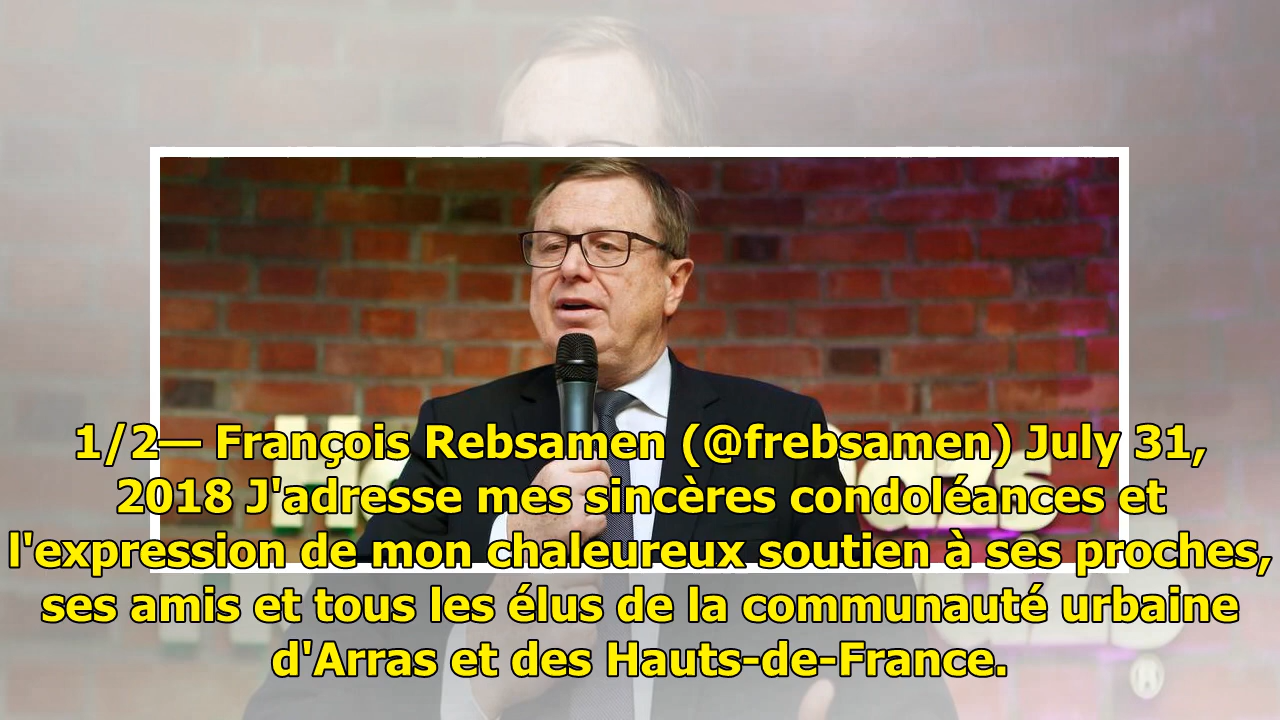 1/2— François Rebsamen (@frebsamen) July 31,
2018 J'adresse mes sincères condoléances et
l'expression de mon chaleureux soutien à ses proches,
ses amis et tous les élus de la communauté urbaine
d'Arras et des Hauts-de-France.